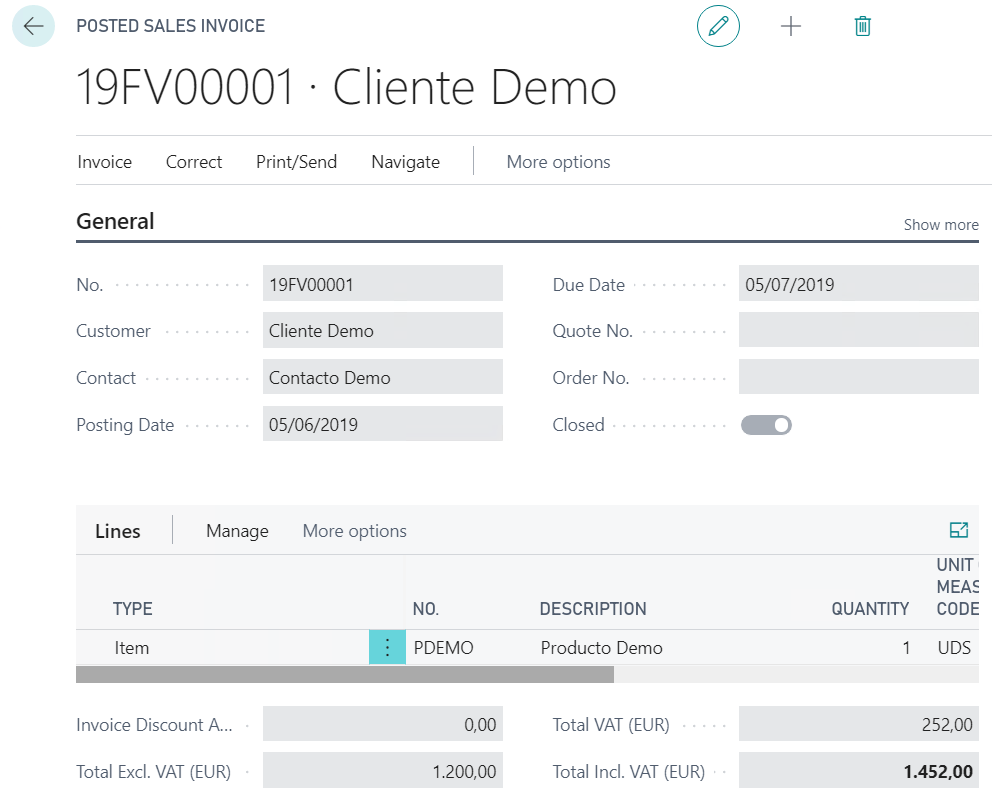 POSTED SALES INVOICE
19FV00001 · Cliente Demo
Invoice Correct Print/Send Navigate More options
General Show more
No. 19FV00001 Due Date 05/07/2019
Customer Cliente Demo Quote No.
Contact Contacto Demo Order No.
Posting Date 05/06/2019 Closed
Lines Manage More options
TYPE NO. DESCRIPTION QUANTITY UNIT MEAS CODE
Item PDEMO Producto Demo 1 UDS
Invoice Discount A... 0,00 Total VAT (EUR) 252,00
Total Excl. VAT (EUR) 1.200,00 Total Incl. VAT (EUR) 1.452,00